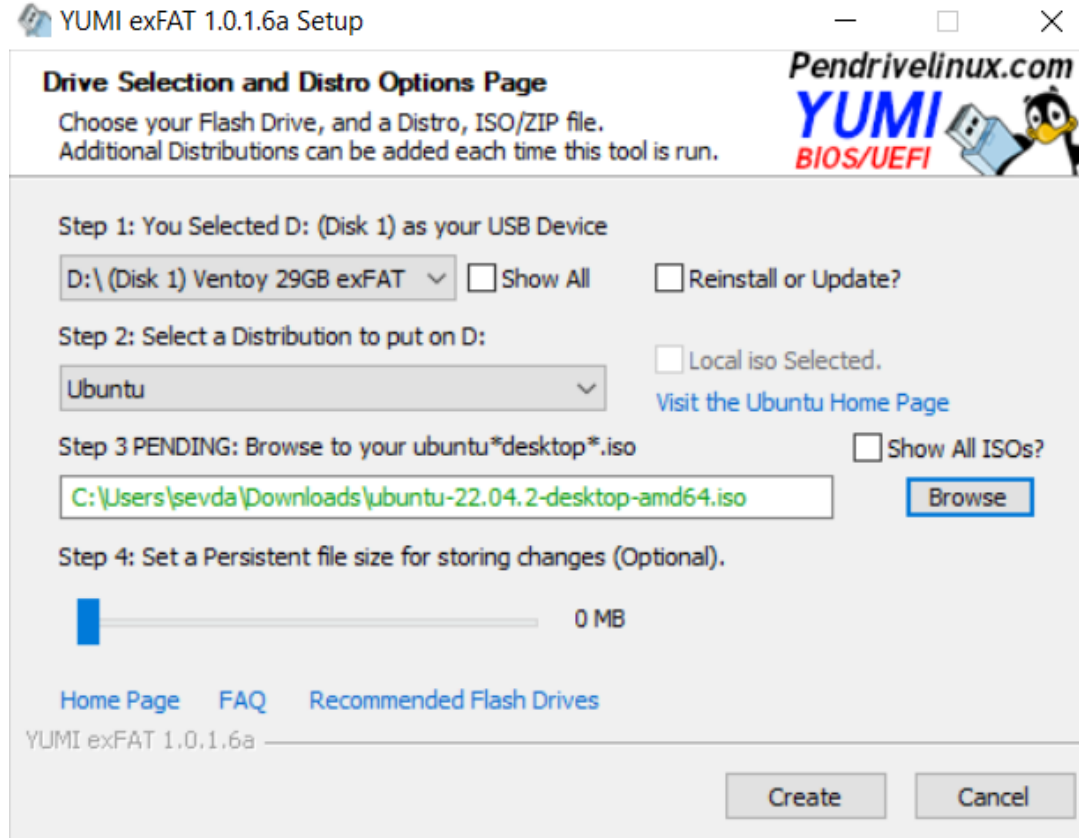 YUMI exFAT 1.0.1.6a Setup
Drive Selection and Distro Options Page
Choose your Flash Drive, and a Distro, ISO/ZIP file.
Additional Distributions can be added each time this tool is run.
Pendrivelinux.com
YUMI
BIOS/UEFI
Step 1: You Selected D: (Disk 1) as your USB Device
D:\ (Disk 1) Ventoy 29GB exFAT Show All Reinstall or Update?
Step 2: Select a Distribution to put on D:
Local iso Selected.
Ubuntu
Visit the Ubuntu Home Page
Step 3 PENDING: Browse to your ubuntu*desktop*.iso Show All ISOs?
C:\Users\sevda\Downloads\ubuntu-22.04.2-desktop-amd64.iso Browse
Step 4: Set a Persistent file size for storing changes (Optional).
0 MB
Home Page FAQ Recommended Flash Drives
YUMI exFAT 1.0.1.6a
Create Cancel